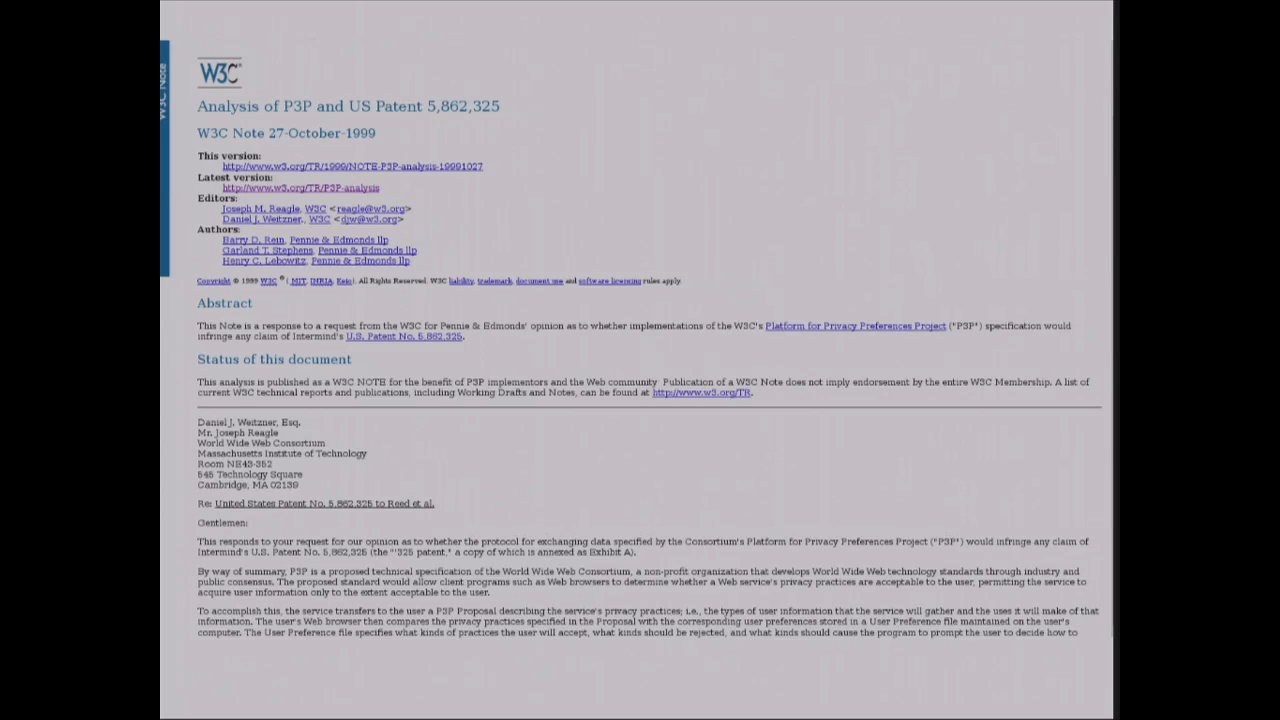 W3C Note
W3C
Analysis of P3P and US Patent 5,862,325
W3C Note 27-October-1999
This version:
http://www.w3.org/TR/1999/NOTE-P3P-analysis-19991027
Latest version:
http://www.w3.org/TR/P3P-analysis
Editors:
Joseph M. Reagle, W3C <reagle@w3.org>
Daniel J. Weitzner., W3C <djw@w3.org>
Authors:
Barry D. Rein, Pennie & Edmonds llp
Garland T. Stephens, Pennie & Edmonds llp
Henry C. Lebowitz, Pennie & Edmonds llp
Copyright © 1999 W3C ® ( MIT, INRIA, Keio). All Rights Reserved. W3C liability, trademark, document use and software licensing rules apply.
Abstract
This Note is a response to a request from the W3C for Pennie & Edmonds' opinion as to whether implementations of the W3C's Platform for Privacy Preferences Project ("P3P") specification would
infringe any claim of Intermind's U.S. Patent No. 5,862,325.
Status of this document
This analysis is published as a W3C NOTE for the benefit of P3P implementors and the Web community  Publication of a W3C Note does not imply endorsement by the entire W3C Membership. A list of
current W3C technical reports and publications, including Working Drafts and Notes, can be found at http://www.w3.org/TR.
Daniel J. Weitzner, Esq.
Mr. Joseph Reagle
World Wide Web Consortium
Massachusetts Institute of Technology
Room NE43-352
545 Technology Square
Cambridge, MA 02139
Re: United States Patent No. 5,862,325 to Reed et al.
Gentlemen:
This responds to your request for our opinion as to whether the protocol for exchanging data specified by the Consortium's Platform for Privacy Preferences Project ("P3P") would infringe any claim of
Intermind's U.S. Patent No. 5,862,325 (the "'325 patent," a copy of which is annexed as Exhibit A).
By way of summary, P3P is a proposed technical specification of the World Wide Web Consortium, a non-profit organization that develops World Wide Web technology standards through industry and
public consensus. The proposed standard would allow client programs such as Web browsers to determine whether a Web service's privacy practices are acceptable to the user, permitting the service to
acquire user information only to the extent acceptable to the user.
To accomplish this, the service transfers to the user a P3P Proposal describing the service's privacy practices; i.e., the types of user information that the service will gather and the uses it will make of that
information. The user's Web browser then compares the privacy practices specified in the Proposal with the corresponding user preferences stored in a User Preference file maintained on the user's
computer. The User Preference file specifies what kinds of practices the user will accept, what kinds should be rejected, and what kinds should cause the program to prompt the user to decide how to